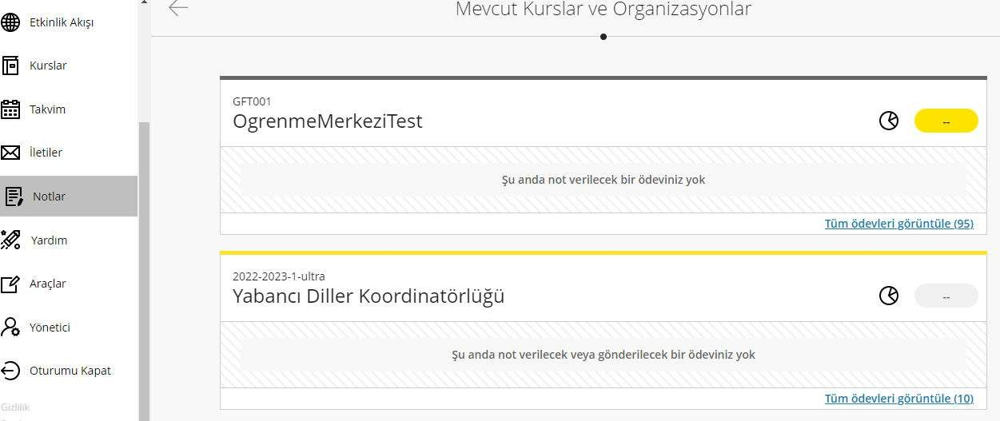 Mevcut Kurslar ve Organizasyonlar
Etkinlik Akışı
Kurslar
Takvim
İletiler
Notlar
Yardım
Araçlar
Yönetici
Oturumu Kapat
Gizlilik
GFT001
OgrenmeMerkeziTest
--
Şu anda not verilecek bir ödeviniz yok
Tüm ödevleri görüntüle (95)
2022-2023-1-ultra
Yabancı Diller Koordinatörlüğü
--
Şu anda not verilecek veya gönderilecek bir ödeviniz yok
Tüm ödevleri görüntüle (10)